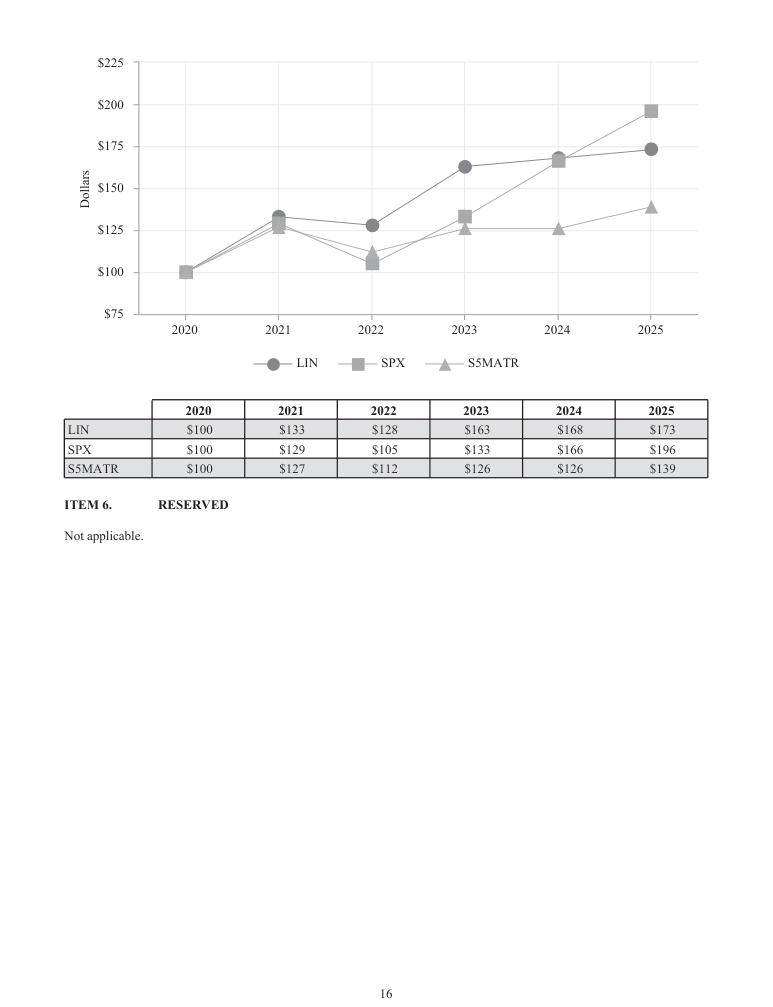 $225
$200
$175
$150
$125
$100
$75
Dollars
2020 2021 2022 2023 2024 2025
LIN SPX S5MATR
2020 2021 2022 2023 2024 2025
LIN $100 $133 $128 $163 $168 $173
SPX $100 $129 $105 $133 $166 $196
S5MATR $100 $127 $112 $126 $126 $139
ITEM 6. RESERVED
Not applicable.
16